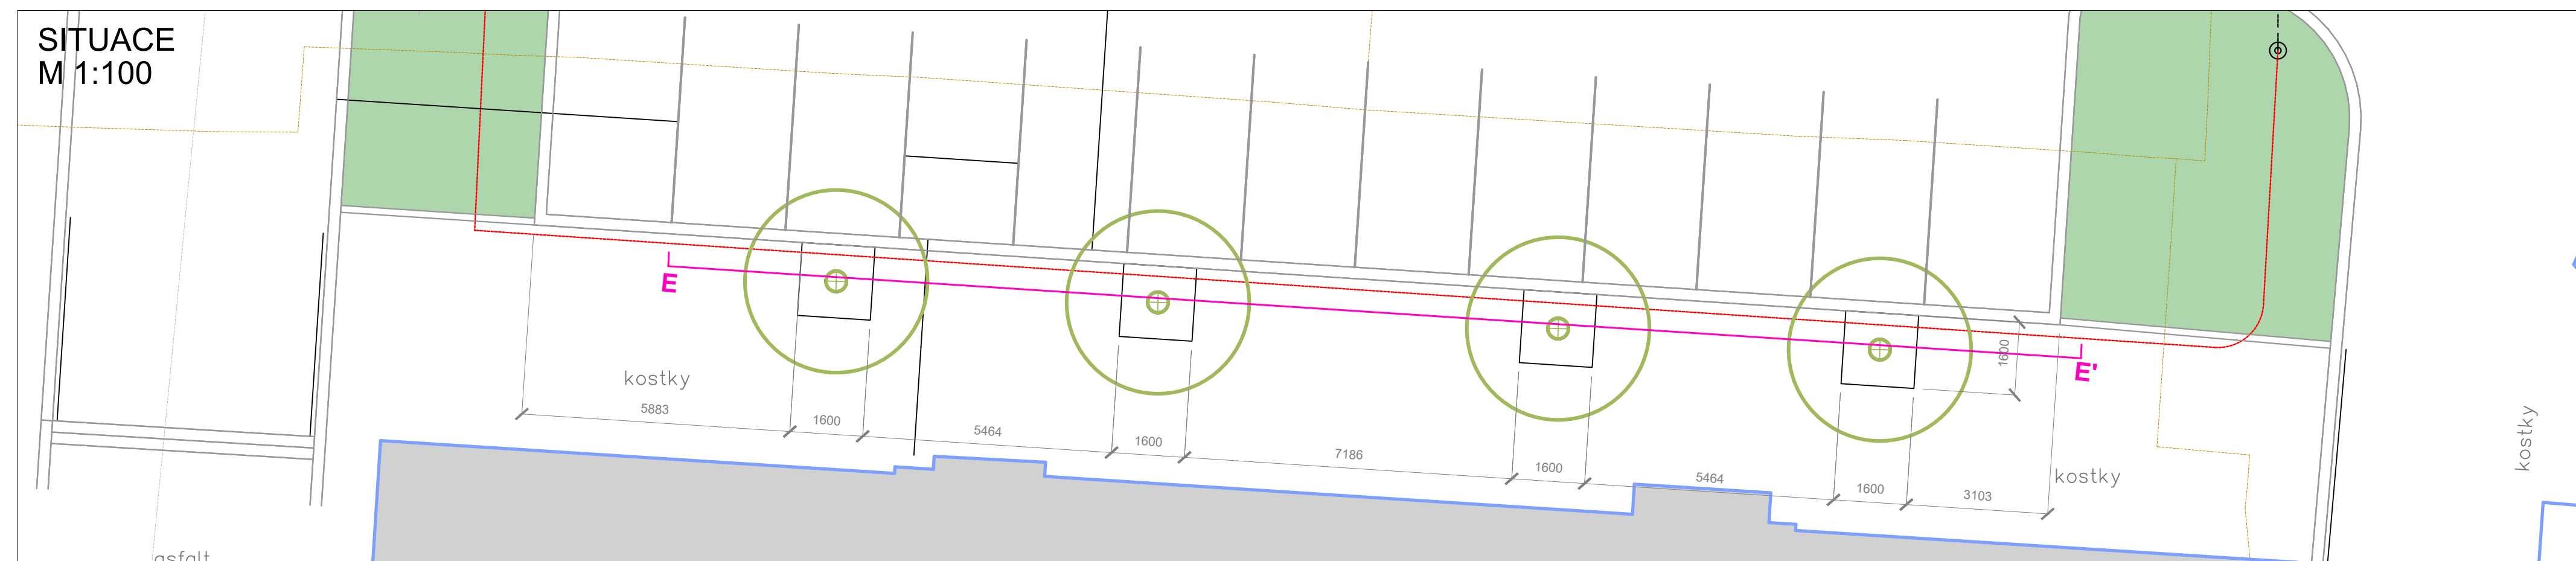 SITUACE
M 1:100
E
E'
1600
kostky
kostky
kostky
5883
1600
5464
1600
7186
1600
5464
1600
3103
asfalt